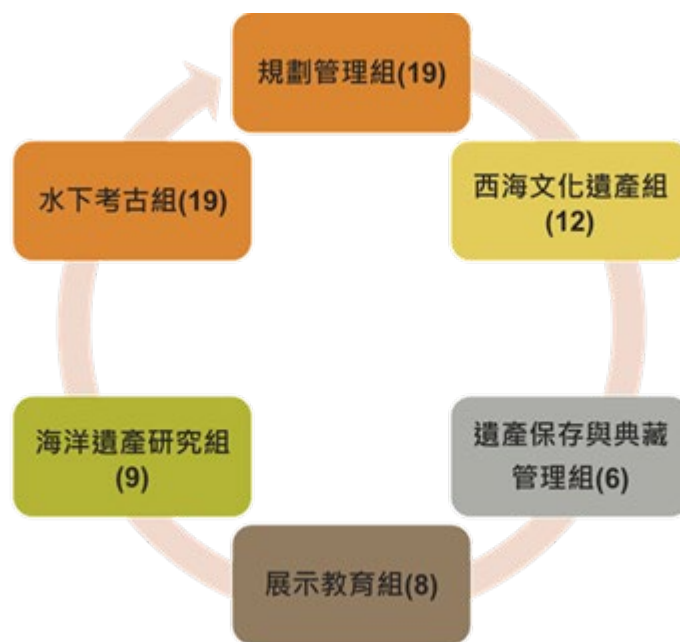 規劃管理組(19)
西海文化遺產組
(12)
遺產保存與典藏
管理組(6)
展示教育組(8)
海洋遺產研究組
(9)
水下考古組(19)